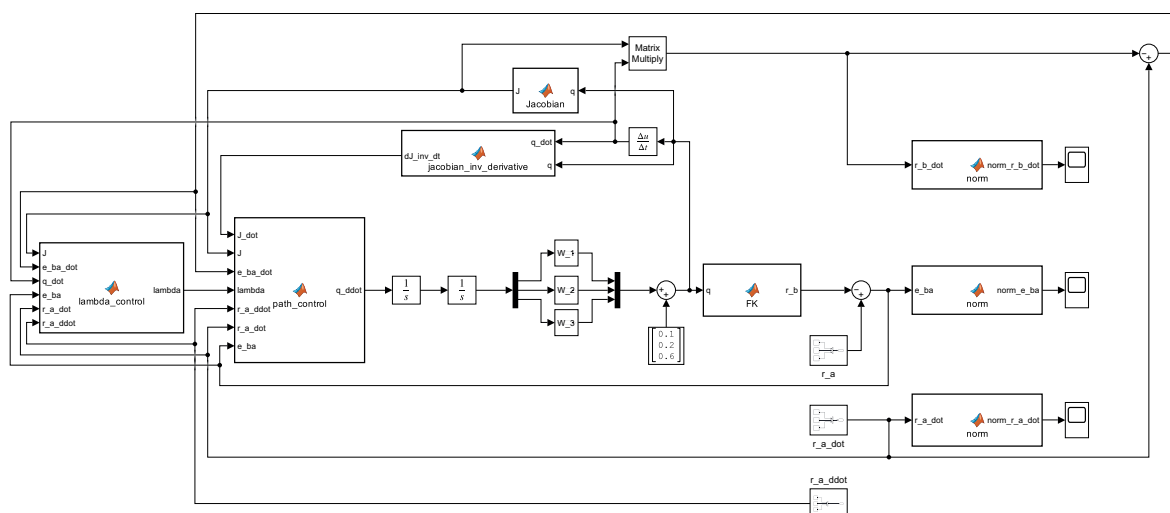 Matrix
Multiply
J
q
Jacobian
q_dot
Δu
Δt
dJ_inv_dt
q
jacobian_inv_derivative
r_b_dot
norm_r_b_dot
norm
J
e_ba_dot
q_dot
e_ba
r_a_dot
r_a_ddot
lambda
lambda_control
J_dot
J
e_ba_dot
lambda
r_a_ddot
r_a_dot
e_ba
q_ddot
path_control
1
s
1
s
W_1
W_2
W_3
0.1
0.2
0.6
q
r_b
FK
e_ba
norm_e_ba
norm
r_a
r_a_dot
r_a_dot
norm_r_a_dot
norm
r_a_ddot